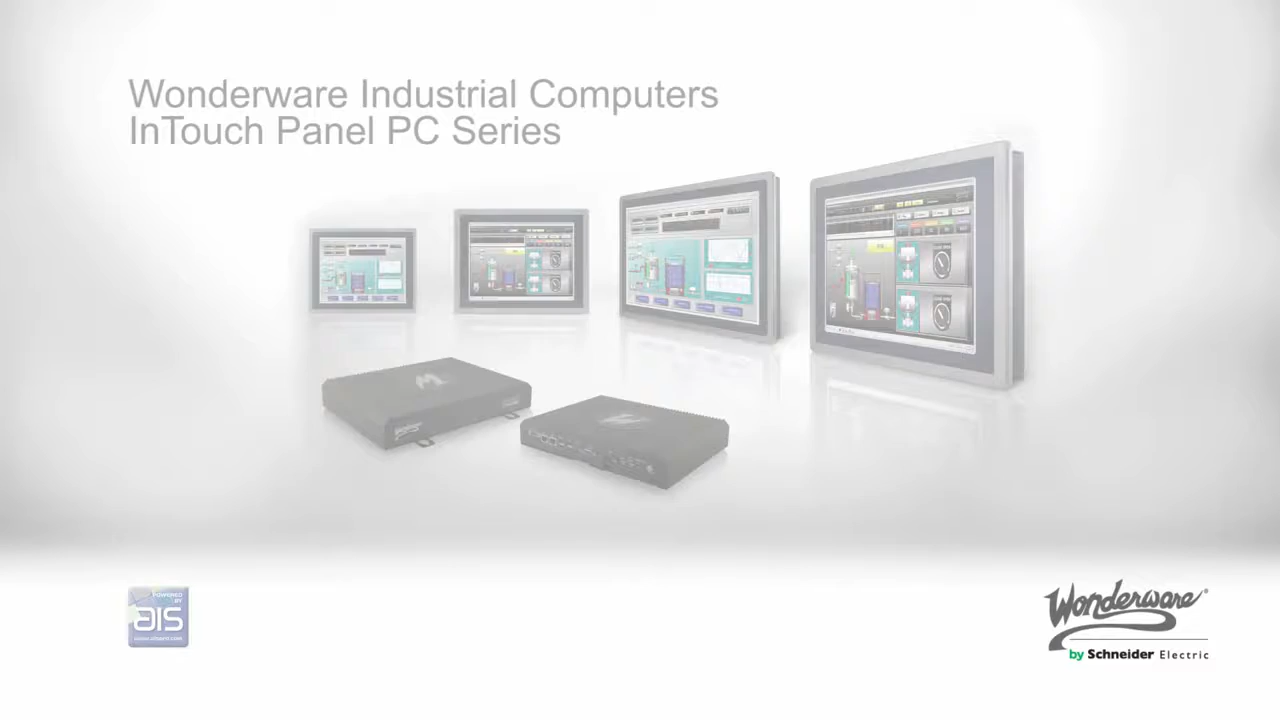 Wonderware Industrial Computers
InTouch Panel PC Series
POWERED
BY
aIS
Wonderware®
by Schneider Electric